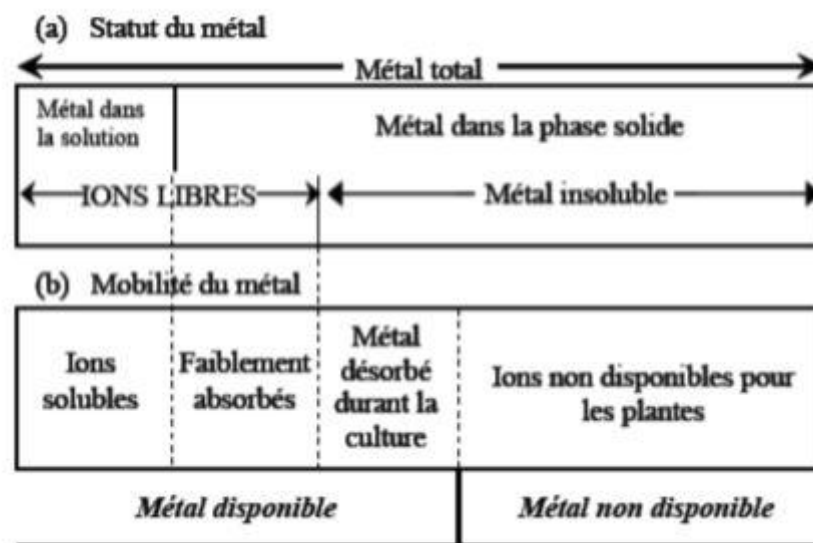 (a) Statut du métal
Métal total
Métal dans
la solution
Métal dans la phase solide
IONS LIBRES
Métal insoluble
(b) Mobilité du métal
Ions
solubles
Faiblement
absorbés
Métal
désorbé
durant la
culture
Ions non disponibles pour
les plantes
Métal disponible
Métal non disponible